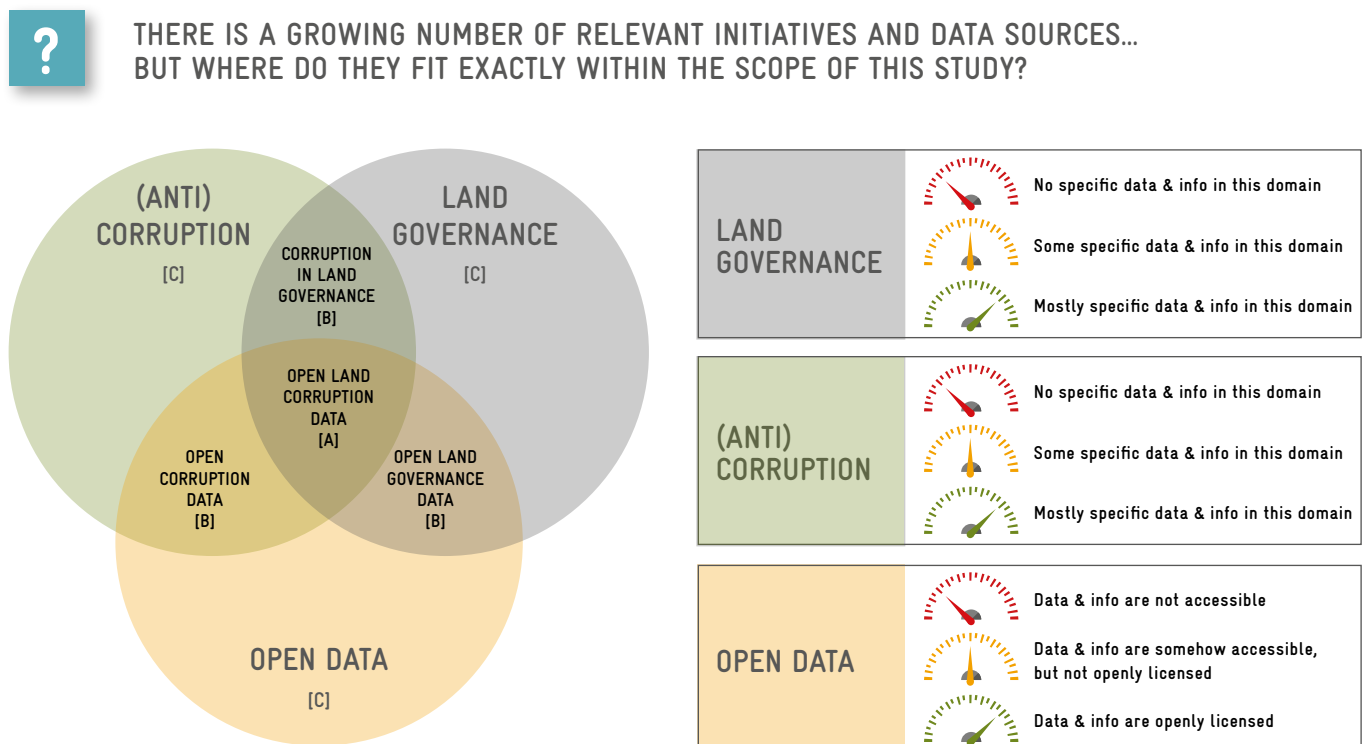 ?
THERE IS A GROWING NUMBER OF RELEVANT INITIATIVES AND DATA SOURCES...
BUT WHERE DO THEY FIT EXACTLY WITHIN THE SCOPE OF THIS STUDY?
(ANTI)
CORRUPTION
[C]
LAND
GOVERNANCE
[C]
CORRUPTION
IN LAND
GOVERNANCE
[B]
OPEN LAND
CORRUPTION
DATA
[A]
OPEN
CORRUPTION
DATA
[B]
OPEN LAND
GOVERNANCE
DATA
[B]
OPEN DATA
[C]
LAND
GOVERNANCE
No specific data & info in this domain
Some specific data & info in this domain
Mostly specific data & info in this domain
(ANTI)
CORRUPTION
No specific data & info in this domain
Some specific data & info in this domain
Mostly specific data & info in this domain
OPEN DATA
Data & info are not accessible
Data & info are somehow accessible,
but not openly licensed
Data & info are openly licensed